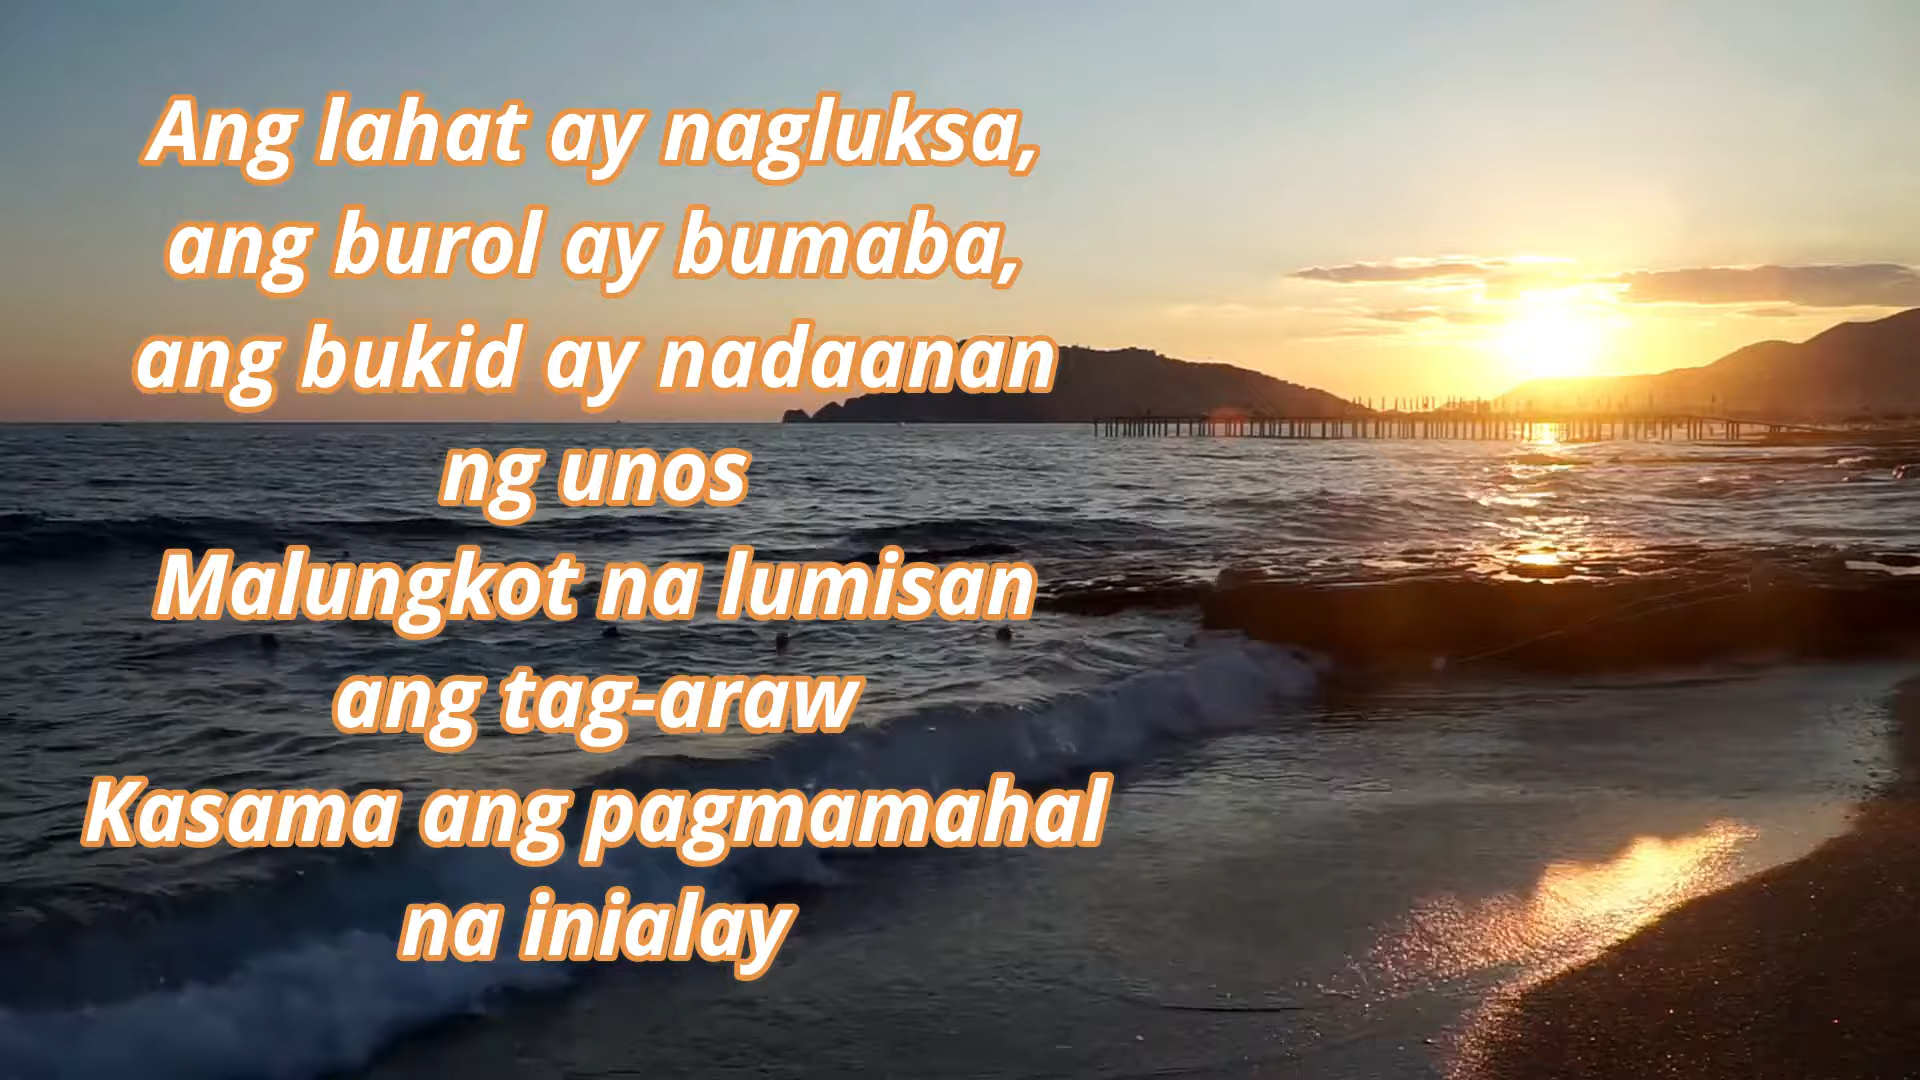 Ang lahat ay nagluksa,
ang burol ay bumaba,
ang bukid ay nadaanan
ng unos
Malungkot na lumisan
ang tag-araw
Kasama ang pagmamahal
na inialay